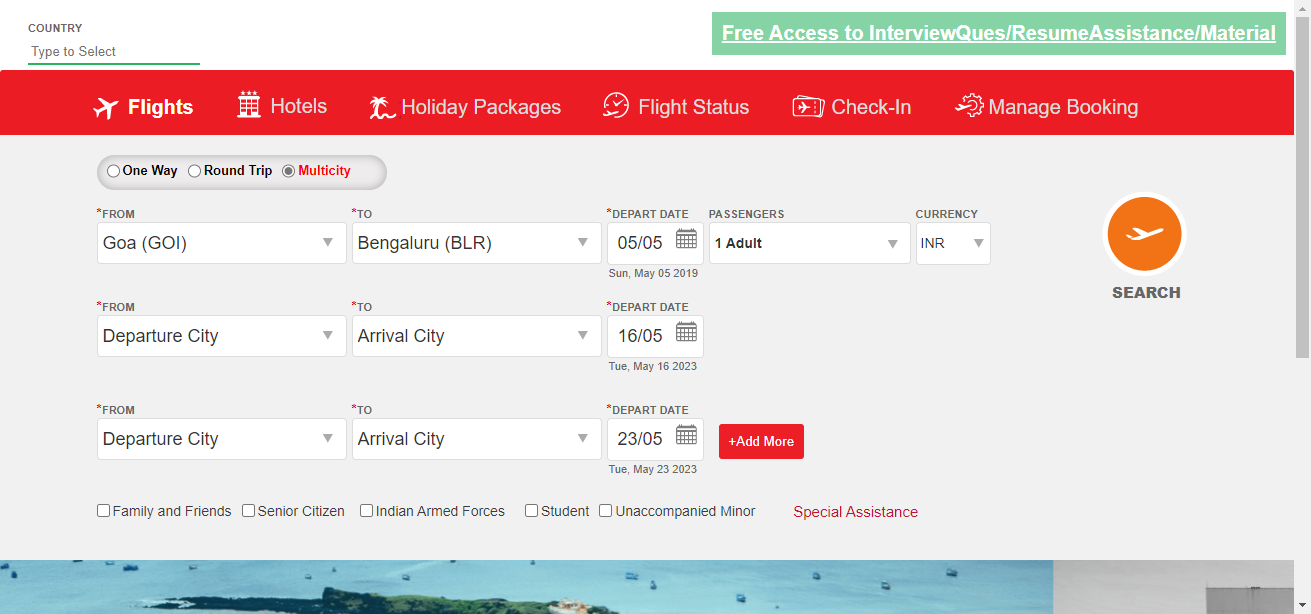 COUNTRY
Type to Select
Free Access to InterviewQues/ResumeAssistance/Material
Flights
Hotels
Holiday Packages
Flight Status
Check-In
Manage Booking
One Way
Round Trip
Multicity
*FROM
*TO
*DEPART DATE
PASSENGERS
CURRENCY
Goa (GOI)
Bengaluru (BLR)
05/05
1 Adult
INR
Sun, May 05 2019
SEARCH
*FROM
*TO
*DEPART DATE
Departure City
Arrival City
16/05
Tue, May 16 2023
*FROM
*TO
*DEPART DATE
Departure City
Arrival City
23/05
+Add More
Tue, May 23 2023
Family and Friends
Senior Citizen
Indian Armed Forces
Student
Unaccompanied Minor
Special Assistance